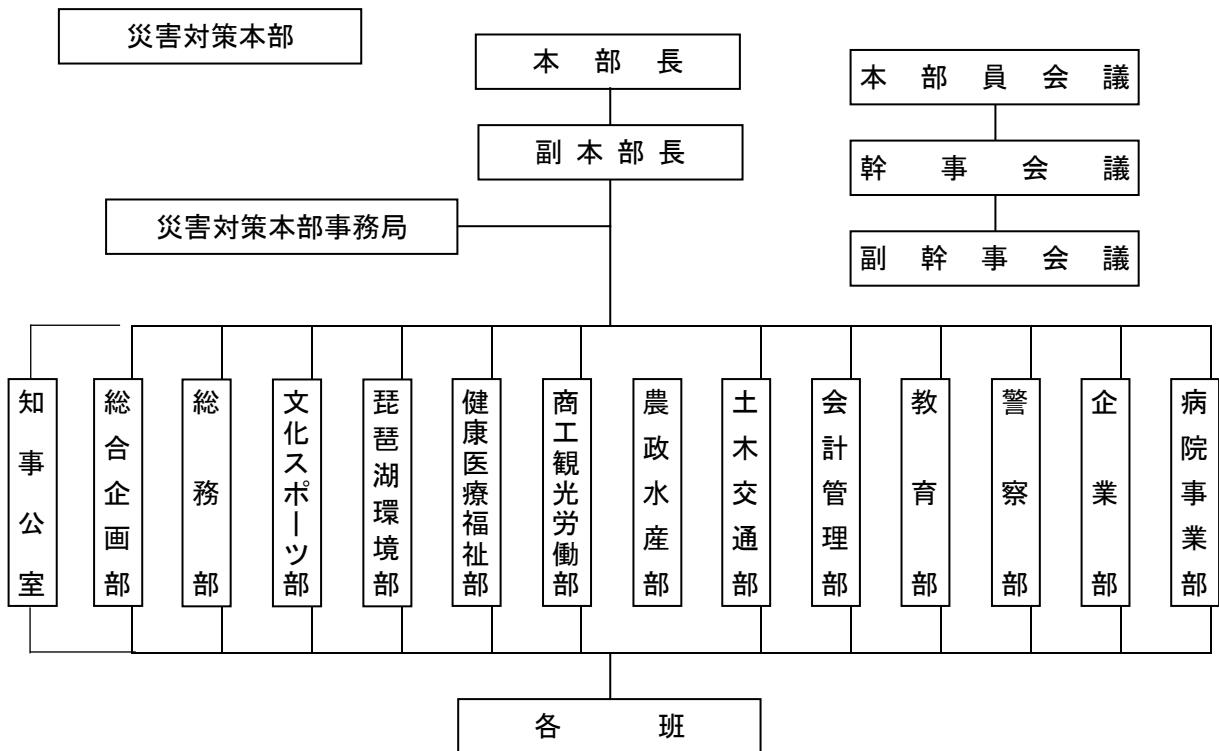 災害対策本部
本部長
本部員会議
副本部長
幹事会議
災害対策本部事務局
副幹事会議
知事公室
総合企画部
総務部
文化スポーツ部
琵琶湖環境部
健康医療福祉部
商工観光労働部
農政水産部
土木交通部
会計管理部
教育部
警察部
企業部
病院事業部
各班